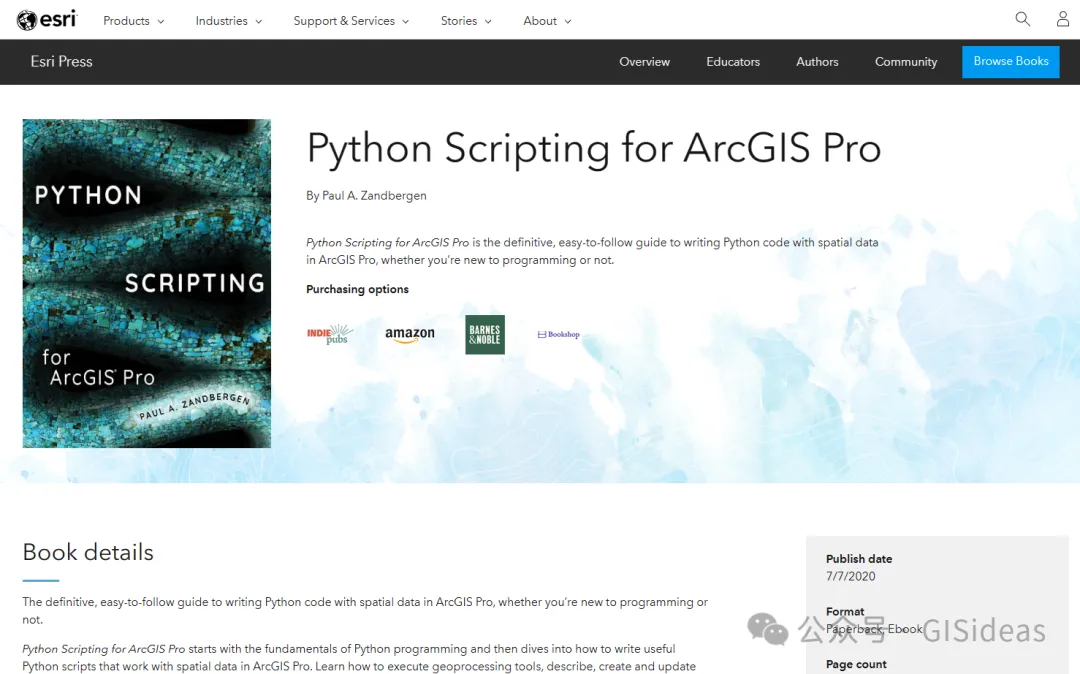 esri
Products
Industries
Support & Services
Stories
About
Esri Press
Overview
Educators
Authors
Community
Browse Books
PYTHON
SCRIPTING
for
ArcGIS® Pro
PAUL A. ZANDBERGEN
Python Scripting for ArcGIS Pro
By Paul A. Zandbergen
Python Scripting for ArcGIS Pro is the definitive, easy-to-follow guide to writing Python code with spatial data
in ArcGIS Pro, whether you're new to programming or not.
Purchasing options
INDIE pubs
amazon
BARNES
&NOBLE
Bookshop
Book details
The definitive, easy-to-follow guide to writing Python code with spatial data in ArcGIS Pro, whether you're new to programming or
not.
Python Scripting for ArcGIS Pro starts with the fundamentals of Python programming and then dives into how to write useful
Python scripts that work with spatial data in ArcGIS Pro. Learn how to execute geoprocessing tools, describe, create and update
Publish date
7/7/2020
Format
Paperback, Ebook
Page count
公众号 · GISideas